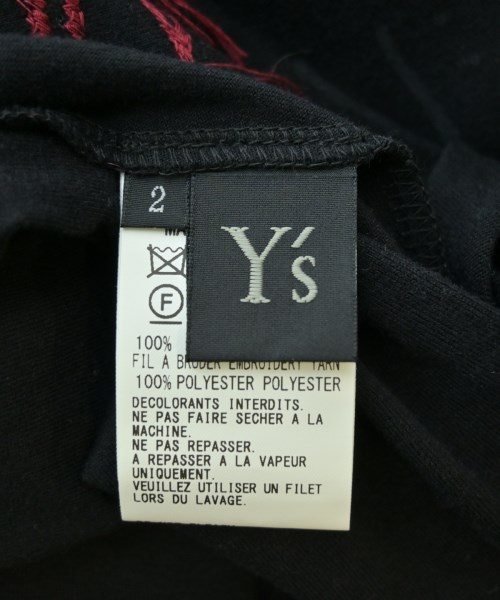 2
Y's
F
100%
FIL A BRODER EMBROIDERY YARN
100% POLYESTER POLYESTER
DECOLORANTS INTERDITS.
NE PAS FAIRE SECHER A LA
MACHINE.
NE PAS REPASSER.
A REPASSER A LA VAPEUR
UNIQUEMENT.
VEUILLEZ UTILISER UN FILET
LORS DU LAVAGE.